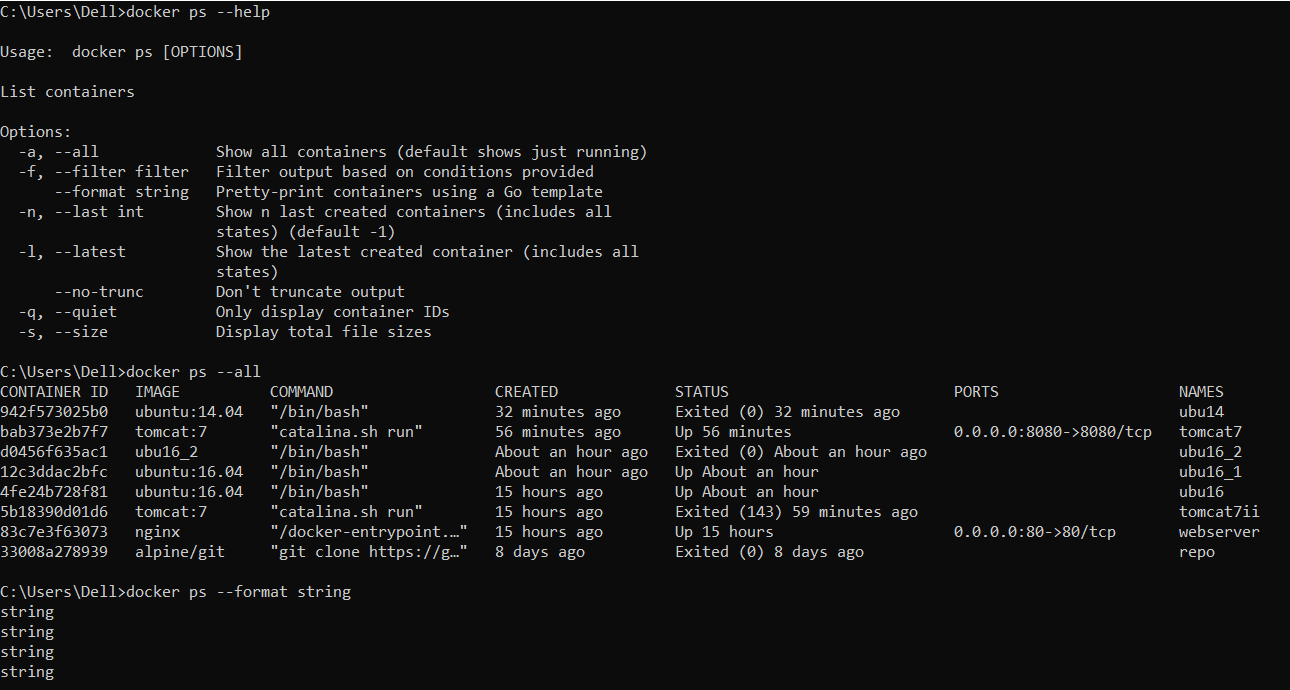 C:\Users\Dell>docker ps --help
Usage:  docker ps [OPTIONS]
List containers
Options:
  -a, --all             Show all containers (default shows just running)
  -f, --filter filter   Filter output based on conditions provided
      --format string   Pretty-print containers using a Go template
  -n, --last int        Show n last created containers (includes all
                        states) (default -1)
  -l, --latest          Show the latest created container (includes all
                        states)
      --no-trunc        Don't truncate output
  -q, --quiet           Only display container IDs
  -s, --size            Display total file sizes
C:\Users\Dell>docker ps --all
CONTAINER ID   IMAGE          COMMAND                  CREATED             STATUS                         PORTS                    NAMES
942f573025b0   ubuntu:14.04   "/bin/bash"              32 minutes ago      Exited (0) 32 minutes ago                               ubu14
bab373e2b7f7   tomcat:7       "catalina.sh run"        56 minutes ago      Up 56 minutes                  0.0.0.0:8080->8080/tcp   tomcat7
d0456f635ac1   ubu16_2        "/bin/bash"              About an hour ago   Exited (0) About an hour ago                            ubu16_2
12c3ddac2bfc   ubuntu:16.04   "/bin/bash"              About an hour ago   Up About an hour                                        ubu16_1
4fe24b728f81   ubuntu:16.04   "/bin/bash"              15 hours ago        Up About an hour                                        ubu16
5b18390d01d6   tomcat:7       "catalina.sh run"        15 hours ago        Exited (143) 59 minutes ago                             tomcat7ii
83c7e3f63073   nginx          "/docker-entrypoint.…"   15 hours ago        Up 15 hours                    0.0.0.0:80->80/tcp       webserver
33008a278939   alpine/git     "git clone https://g…"   8 days ago          Exited (0) 8 days ago                                   repo
C:\Users\Dell>docker ps --format string
string
string
string
string